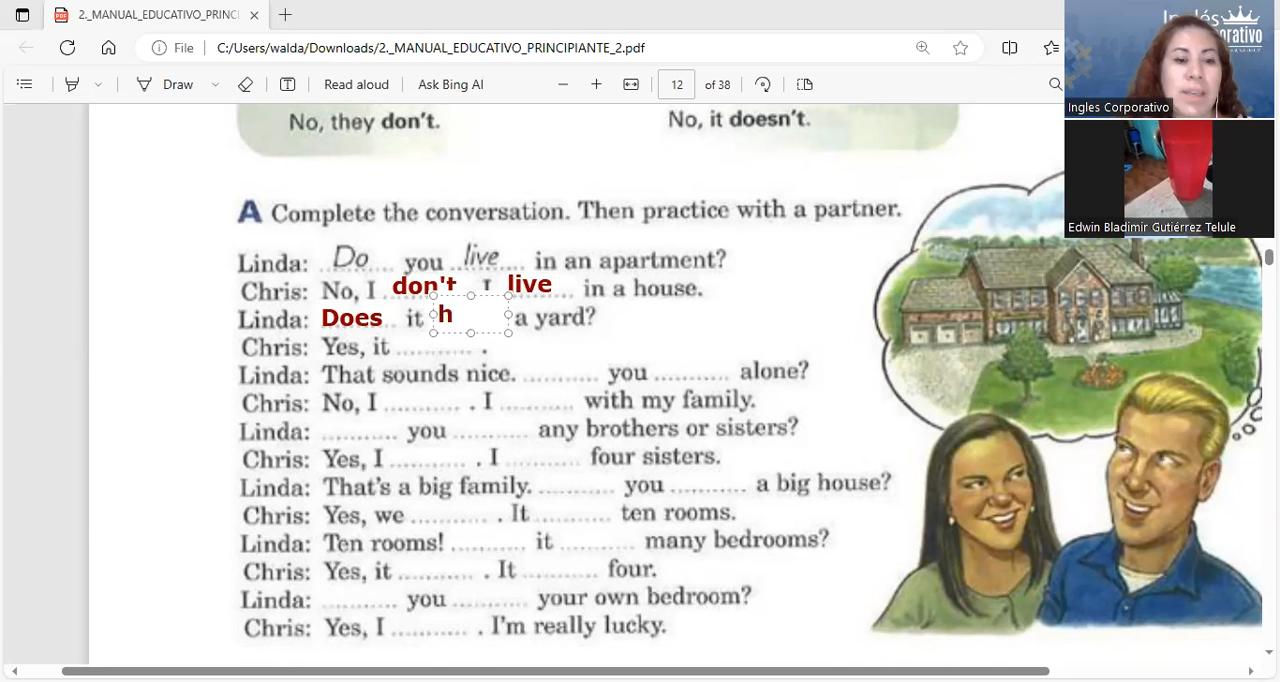 2._MANUAL_EDUCATIVO_PRINCI
File C:/Users/walda/Downloads/2._MANUAL_EDUCATIVO_PRINCIPIANTE_2.pdf
Draw Read aloud Ask Bing AI 12 of 38
No, they don't. No, it doesn't.
A Complete the conversation. Then practice with a partner.
Linda: Do you live in an apartment?
Chris: No, I don't . I live in a house.
Linda: Does it h a yard?
Chris: Yes, it .......... .
Linda: That sounds nice. .......... you .......... alone?
Chris: No, I .......... . I .......... with my family.
Linda: .......... you .......... any brothers or sisters?
Chris: Yes, I .......... . I .......... four sisters.
Linda: That's a big family. .......... you .......... a big house?
Chris: Yes, we .......... . It .......... ten rooms.
Linda: Ten rooms! .......... it .......... many bedrooms?
Chris: Yes, it .......... . It .......... four.
Linda: .......... you .......... your own bedroom?
Chris: Yes, I .......... . I'm really lucky.
Ingles Corporativo
Edwin Bladimir Gutiérrez Telule